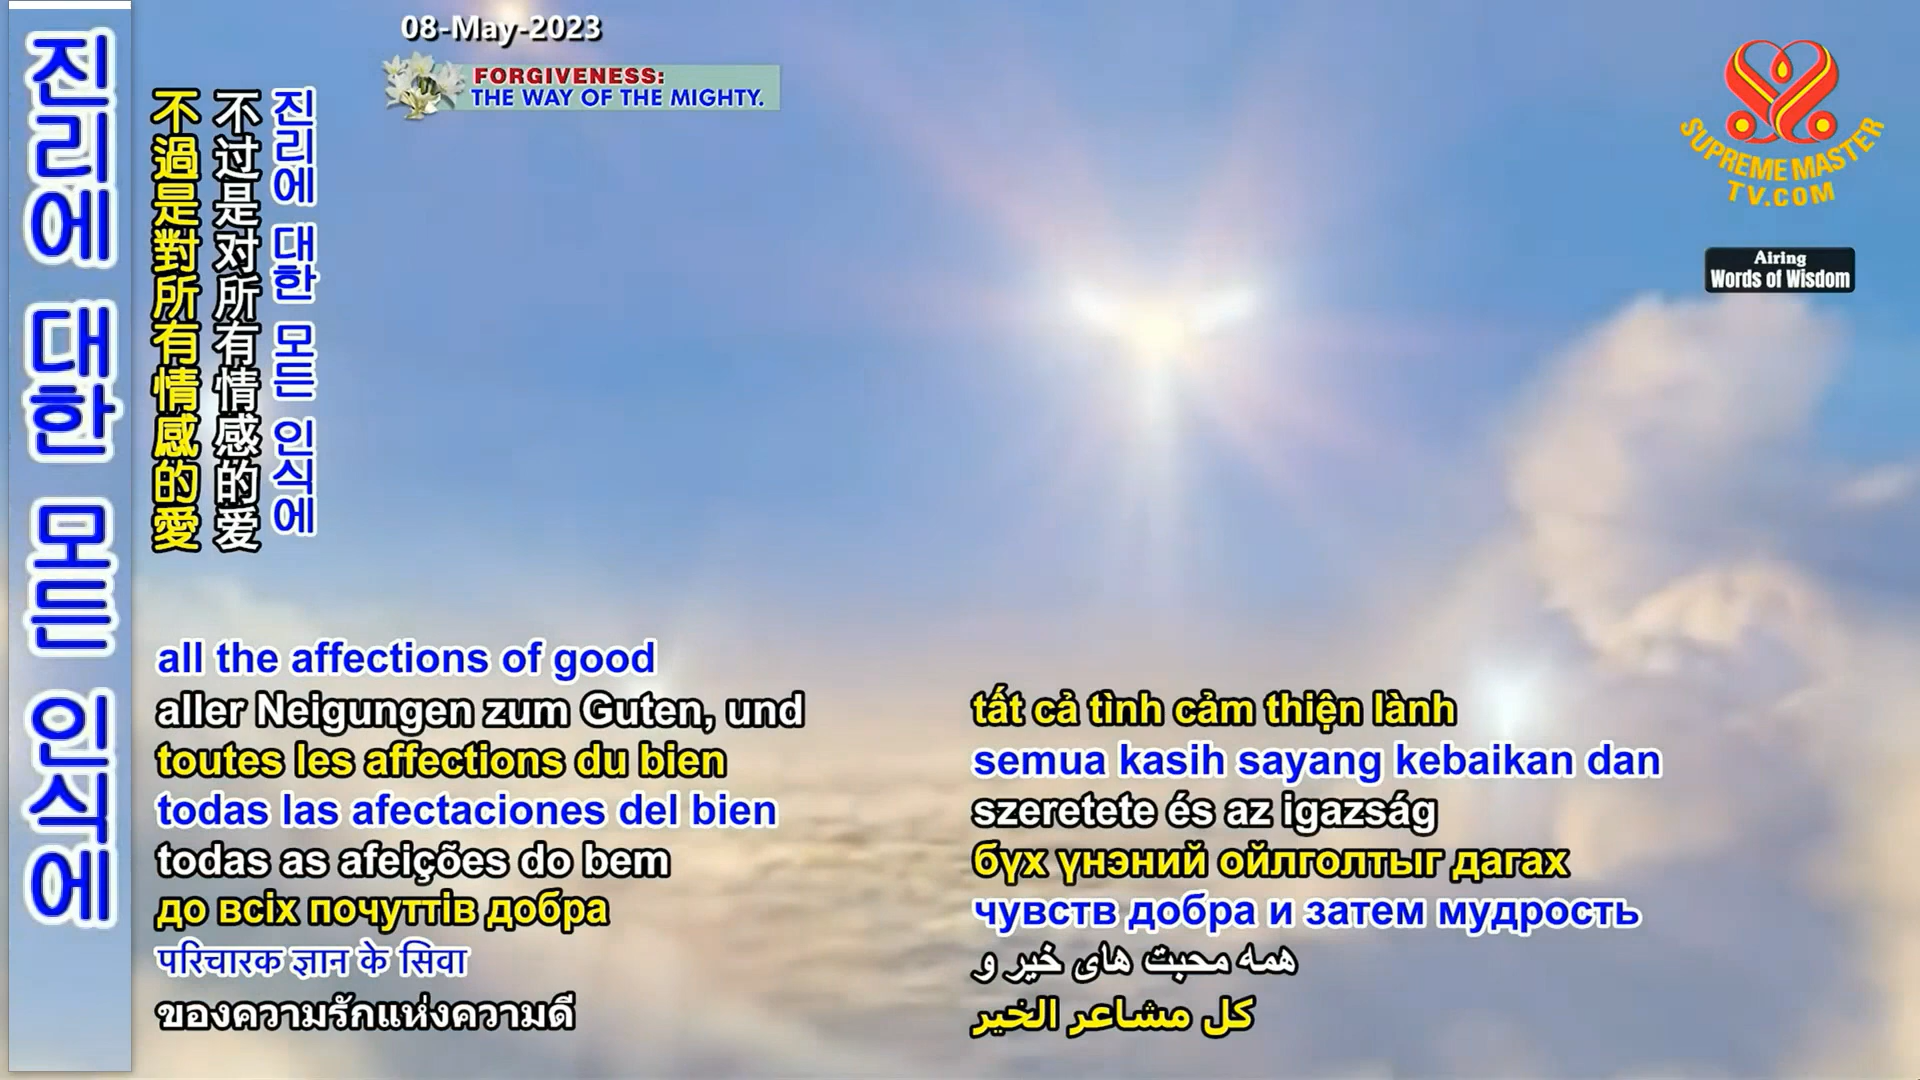 진리에 대한 모든 인식에
不過是對所有情感的愛
不过是对所有情感的爱
진리에 대한 모든 인식에
08-May-2023
FORGIVENESS:
THE WAY OF THE MIGHTY.
SUPREME MASTER
TV.COM
Airing
Words of Wisdom
all the affections of good
aller Neigungen zum Guten, und
toutes les affections du bien
todas las afectaciones del bien
todas as afeições do bem
до всіх почуттів добра
परिचारक ज्ञान के सिवा
ของความรักแห่งความดี
tất cả tình cảm thiện lành
semua kasih sayang kebaikan dan
szeretete és az igazság
бүх үнэний ойлголтыг дагах
чувств добра и затем мудрость
همه محبت های خیر و
كل مشاعر الخير